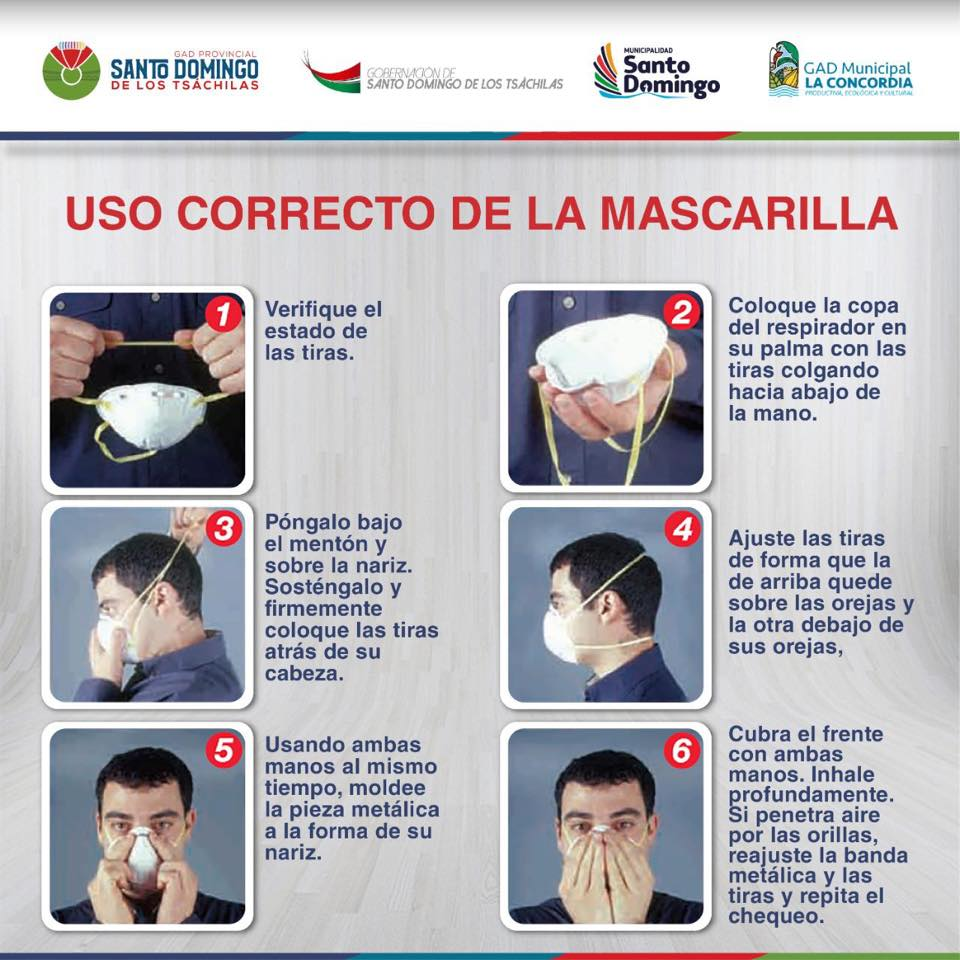 GAD PROVINCIAL
SANTO DOMINGO
DE LOS TSÁCHILAS
GOBERNACIÓN DE
SANTO DOMINGO DE LOS TSÁCHILAS
MUNICIPALIDAD
Santo
Domingo
GAD Municipal
LA CONCORDIA
PRODUCTIVA, ECOLÓGICA Y CULTURAL
USO CORRECTO DE LA MASCARILLA
1
Verifique el
estado de
las tiras.
2
Coloque la copa
del respirador en
su palma con las
tiras colgando
hacia abajo de
la mano.
3
Póngalo bajo
el mentón y
sobre la nariz.
Sosténgalo y
firmemente
coloque las tiras
atrás de su
cabeza.
4
Ajuste las tiras
de forma que la
de arriba quede
sobre las orejas y
la otra debajo de
sus orejas,
5
Usando ambas
manos al mismo
tiempo, moldee
la pieza metálica
a la forma de su
nariz.
6
Cubra el frente
con ambas
manos. Inhale
profundamente.
Si penetra aire
por las orillas,
reajuste la banda
metálica y las
tiras y repita el
chequeo.